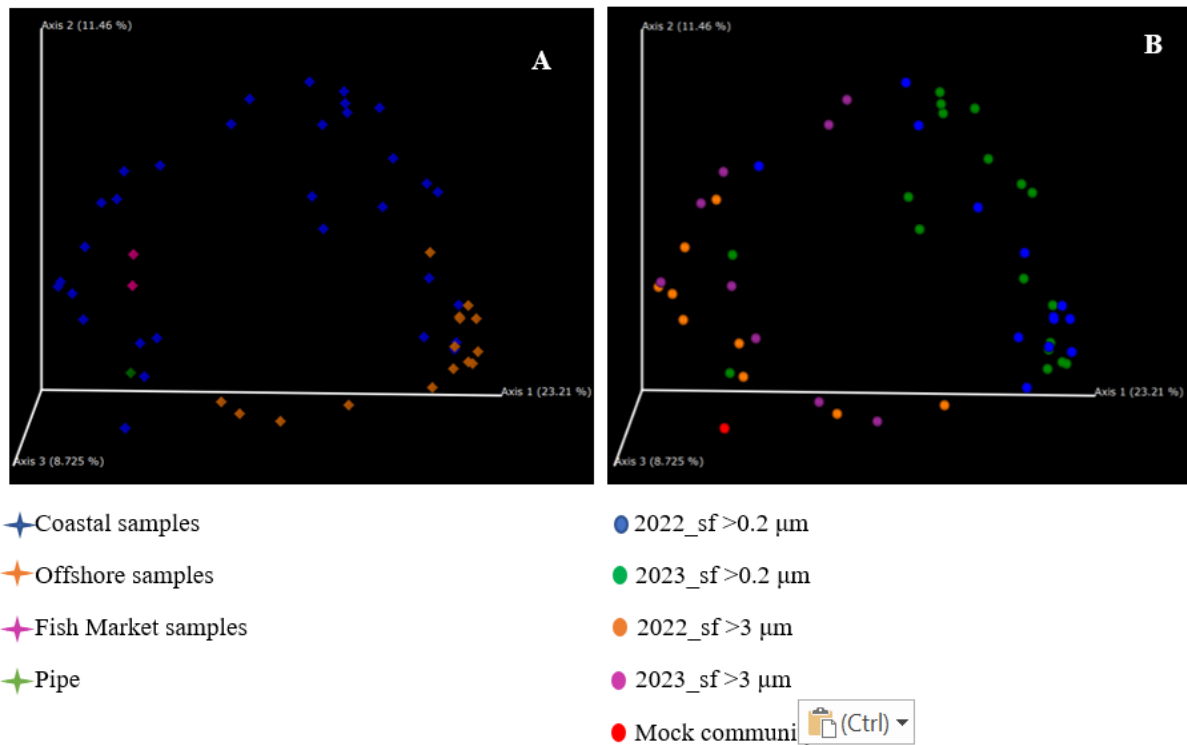 Axis 2 (11.46 %)
A
Axis 1 (23.21 %)
Axis 3 (8.725 %)
Axis 2 (11.46 %)
B
Axis 1 (23.21 %)
Axis 3 (8.725 %)
Coastal samples
Offshore samples
Fish Market samples
Pipe
2022_sf >0.2 μm
2023_sf >0.2 μm
2022_sf >3 μm
2023_sf >3 μm
Mock communi
(Ctrl)